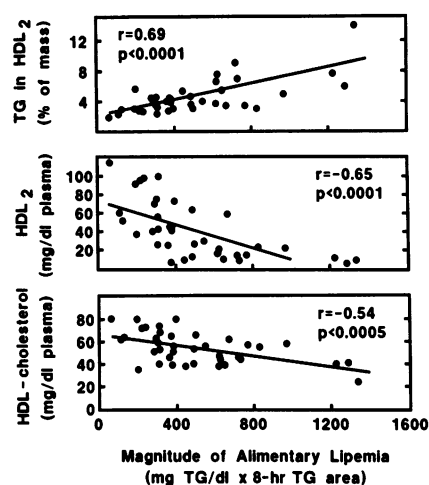 TG in HDL2
(% of mass)
12
8
4
r=0.69
p<0.0001
HDL2
(mg/dl plasma)
100
80
60
40
20
r=-0.65
p<0.0001
HDL-cholesterol
(mg/dl plasma)
100
80
60
40
20
0
r=-0.54
p<0.0005
0 400 800 1200 1600
Magnitude of Alimentary Lipemia
(mg TG/dl x 8-hr TG area)